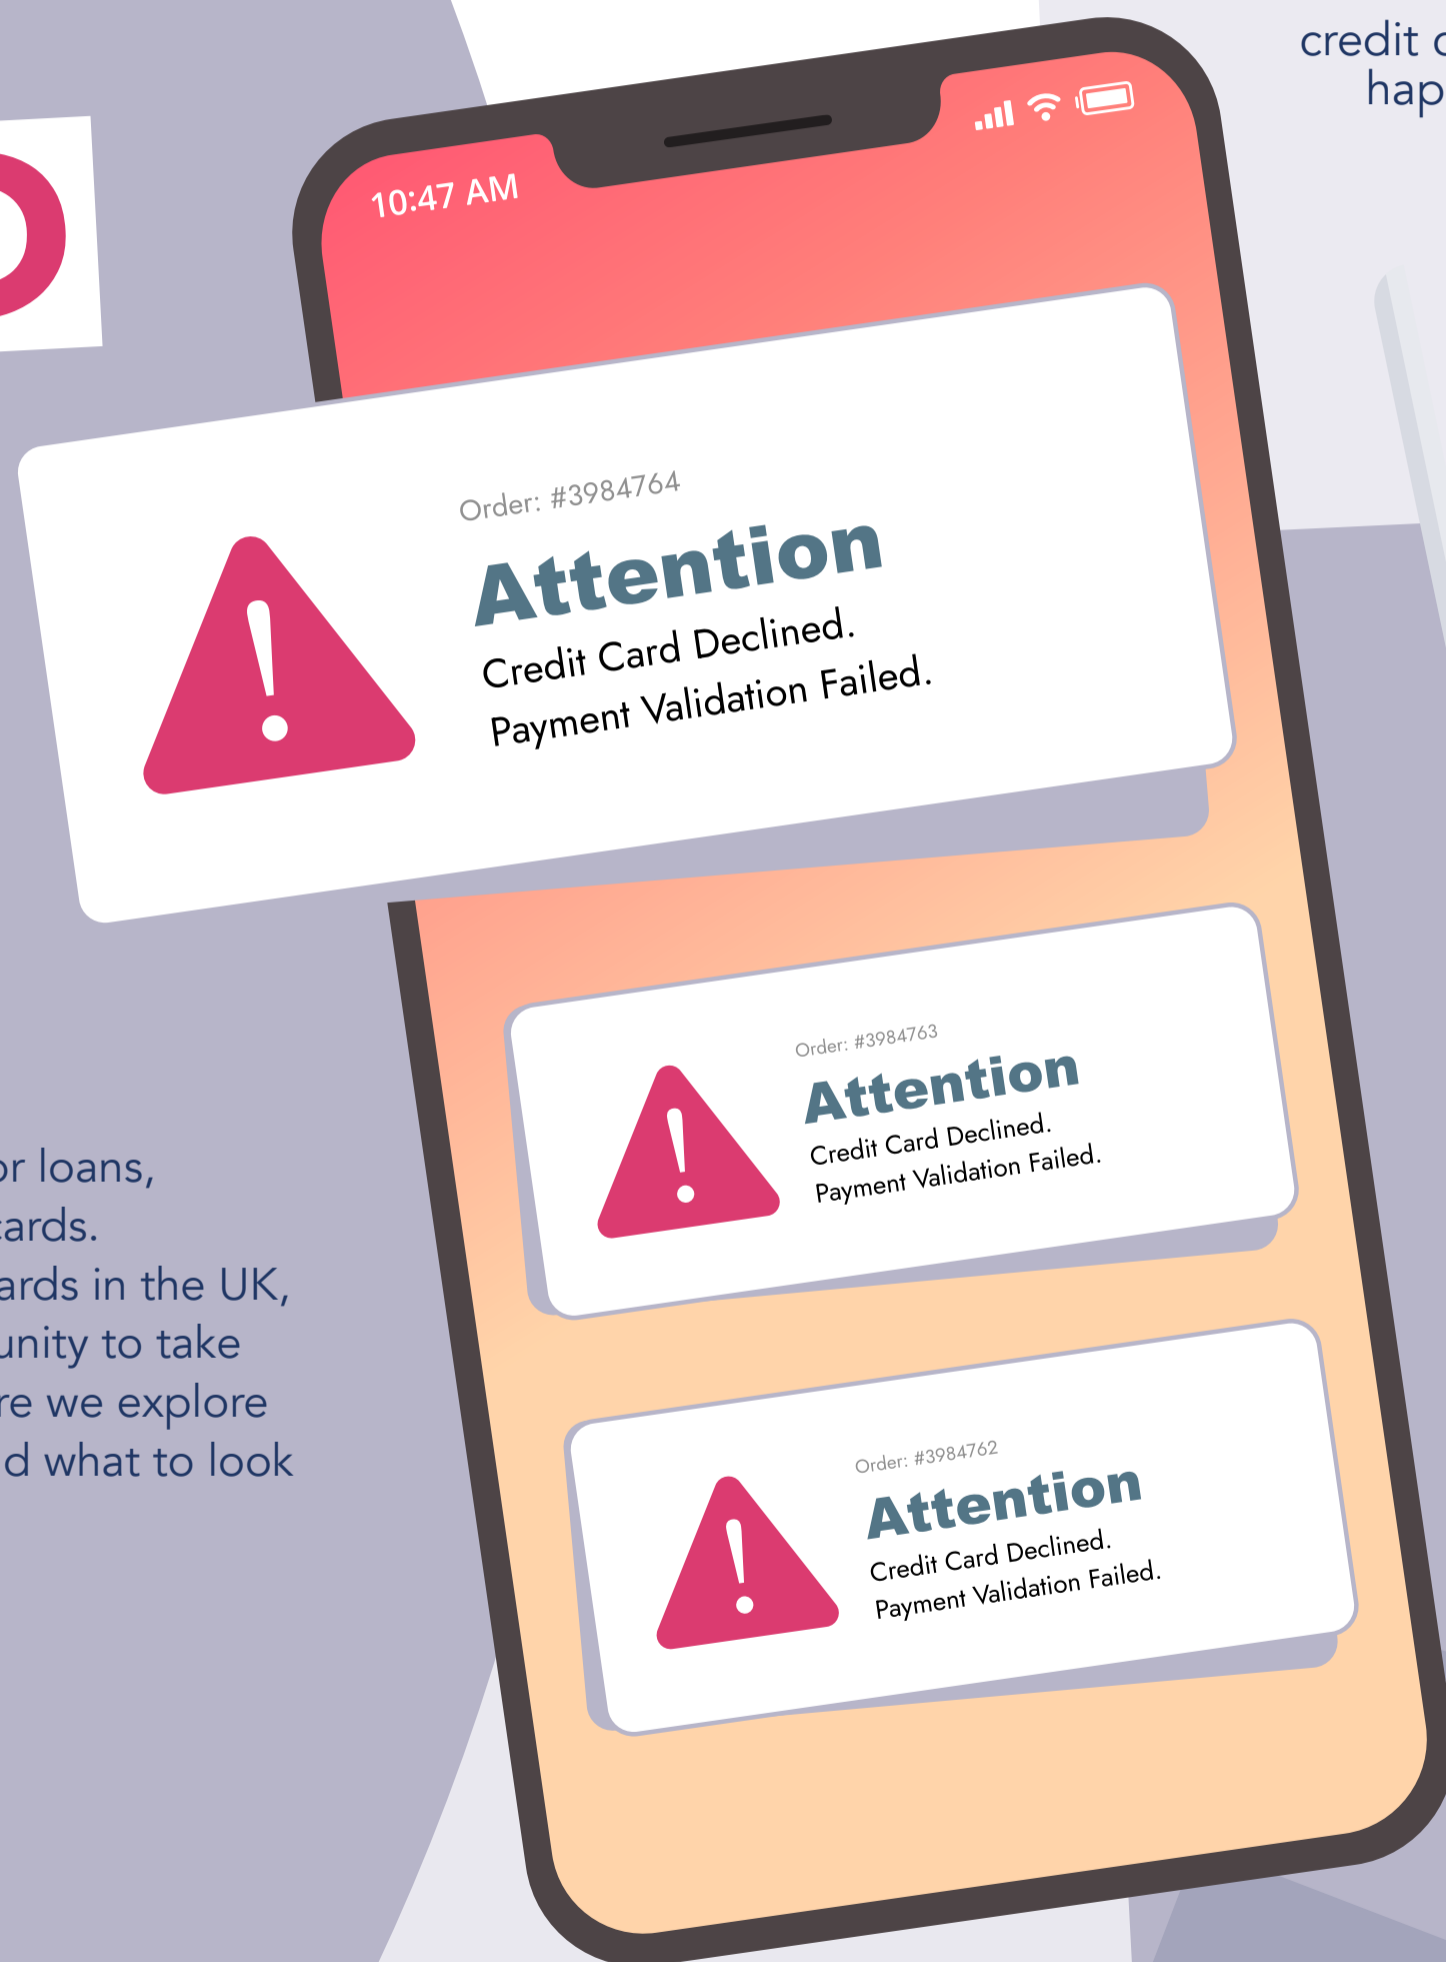 credit
10:47 AM
Order: #3984764
Attention
Credit Card Declined.
Payment Validation Failed.
Order: #3984763
Attention
Credit Card Declined.
Payment Validation Failed.
or loans,
cards.
ards in the UK,
unity to take
re we explore
d what to look
Order: #3984762
Attention
Credit Card Declined.
Payment Validation Failed.